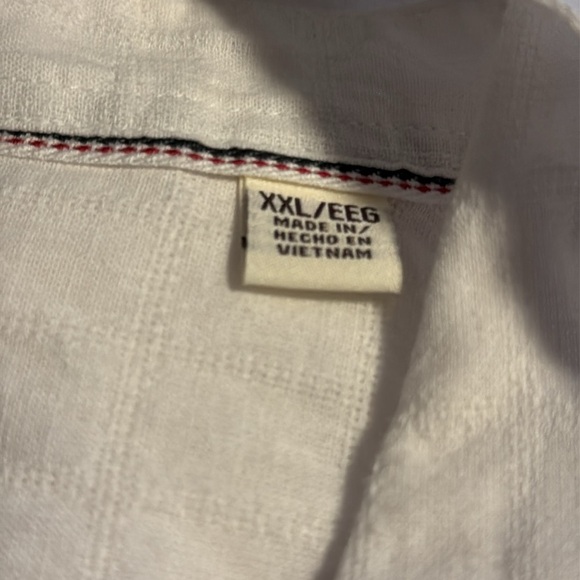 XXL/EEG
MADE IN/
HECHO EN
VIETNAM